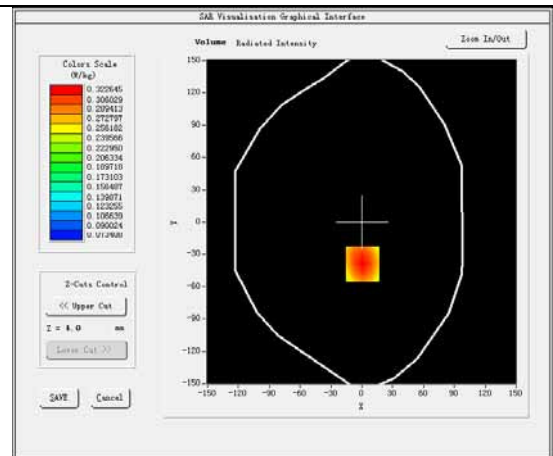 SAR Visualisation Graphical Interface
Volume Radiated Intensity
Zoom In/Out
Colors Scale
(W/kg)
0.322645
0.306029
0.289413
0.272797
0.256182
0.239566
0.222950
0.206334
0.189718
0.173103
0.156487
0.139871
0.123255
0.106639
0.090024
0.073408
Z-Cuts Control
<< Upper Cut
Z = 4.0 mm
Lower Cut >>
SAVE
Cancel
150
120
90
60
30
0
-30
-60
-90
-120
-150
Y
-150 -120 -90 -60 -30 0 30 60 90 120 150
X